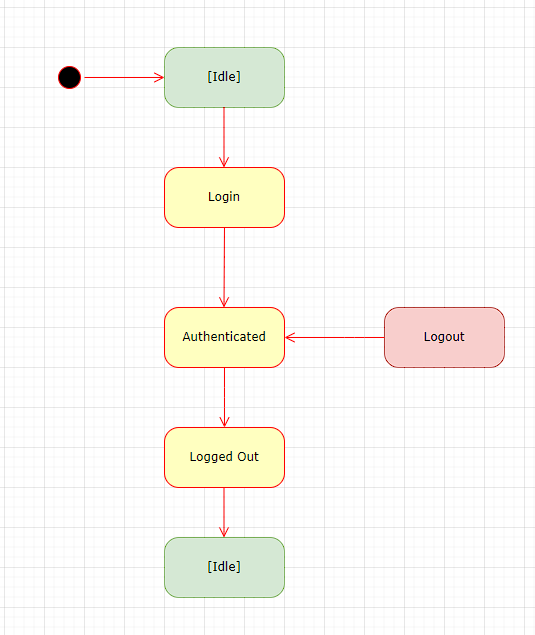 [Idle]
Login
Authenticated
Logout
Logged Out
[Idle]